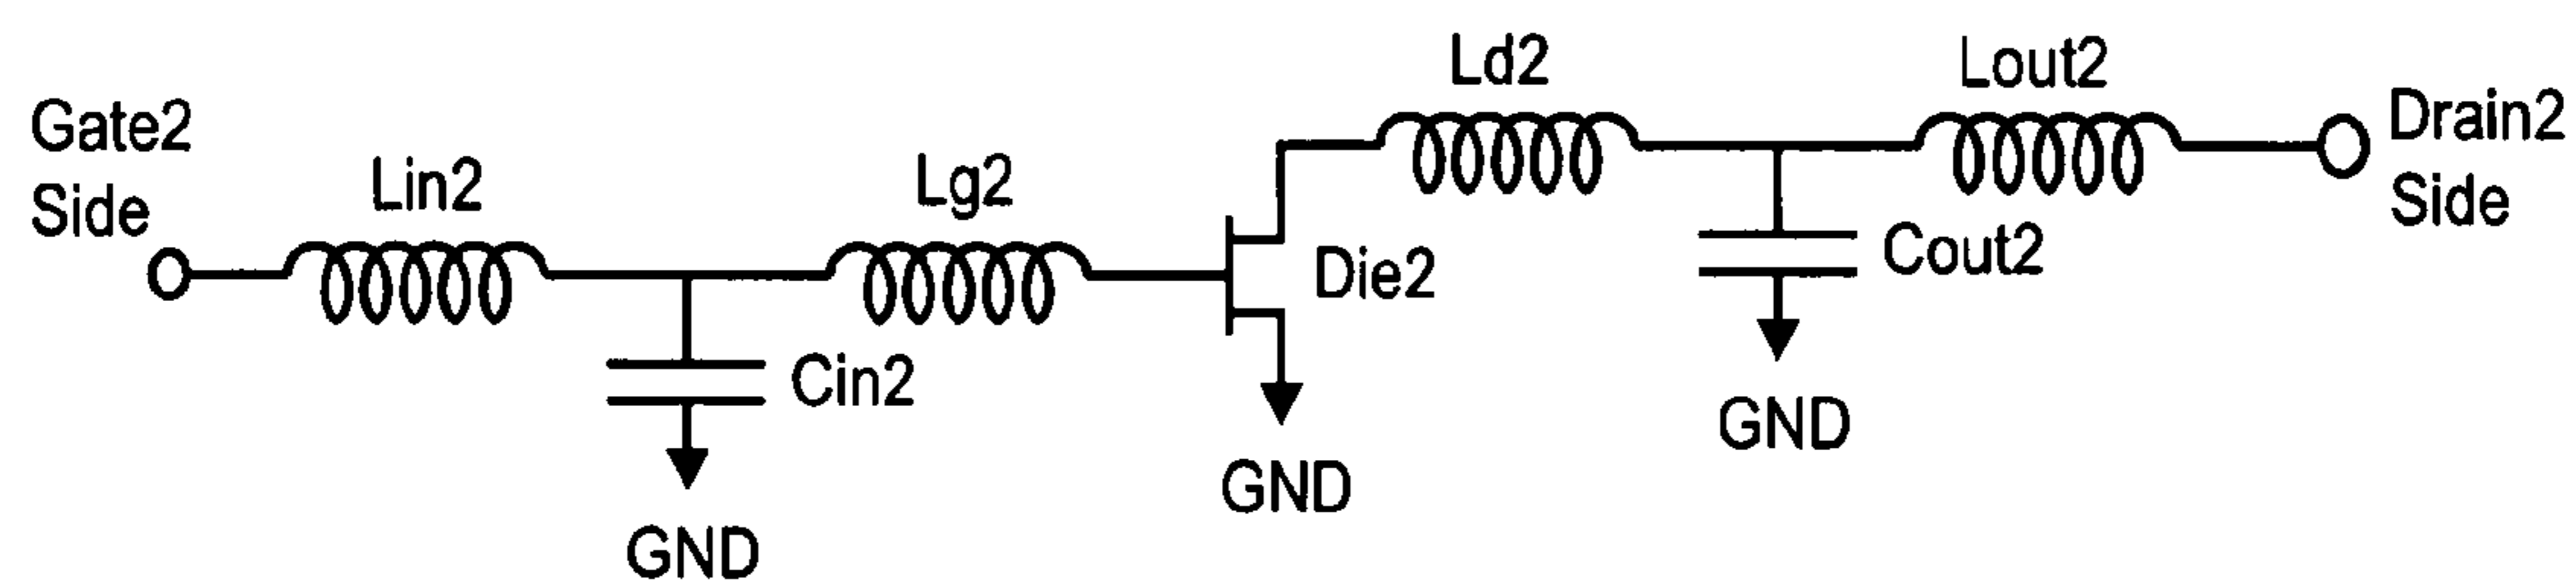 Gate2
Side
Lin2
Cin2
GND
Lg2
Die2
GND
Ld2
Cout2
GND
Lout2
Drain2
Side